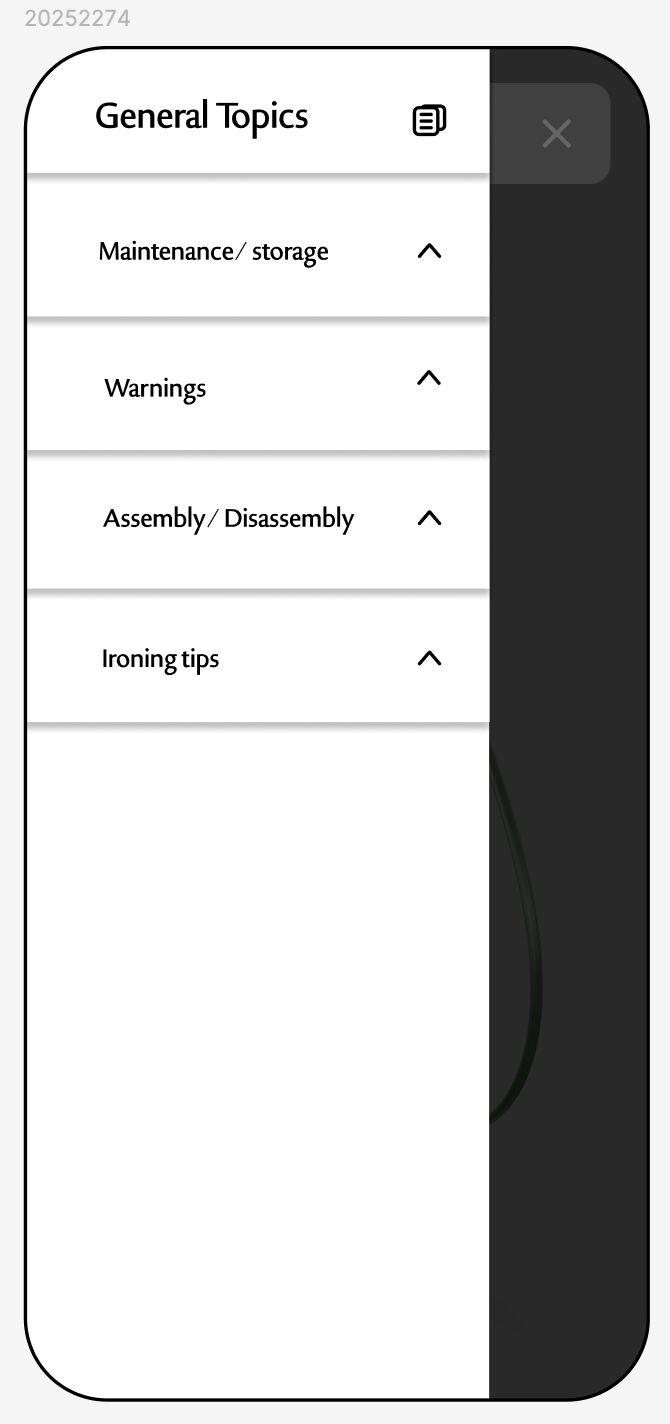 20252274
General Topics
Maintenance/ storage
Warnings
Assembly/ Disassembly
Ironing tips